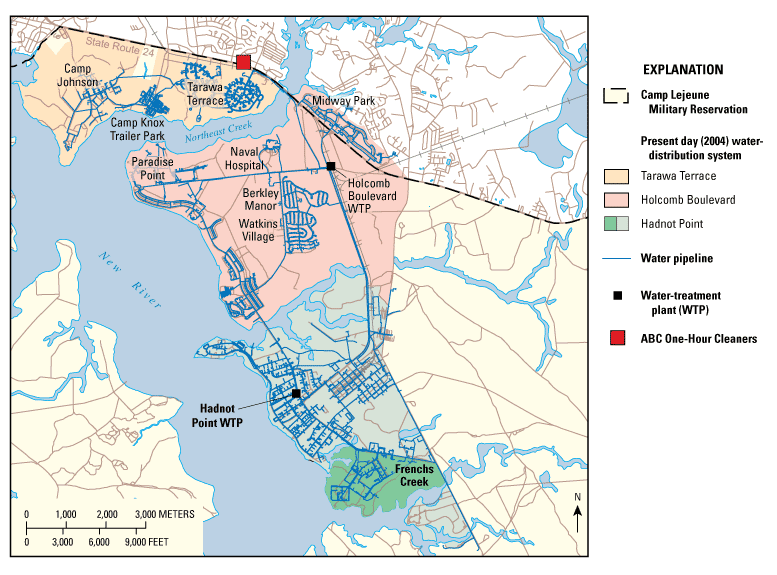 State Route 24
Camp
Johnson
Tarawa
Terrace
Camp Knox
Trailer Park
Northeast Creek
Midway Park
Paradise
Point
Naval
Hospital
Holcomb
Boulevard
WTP
Berkley
Manor
Watkins
Village
New River
Hadnot
Point WTP
Frenchs
Creek
0 1,000 2,000 3,000 METERS
0 3,000 6,000 9,000 FEET
N
EXPLANATION
Camp Lejeune
Military Reservation
Present day (2004) water-
distribution system
Tarawa Terrace
Holcomb Boulevard
Hadnot Point
Water pipeline
Water-treatment
plant (WTP)
ABC One-Hour Cleaners